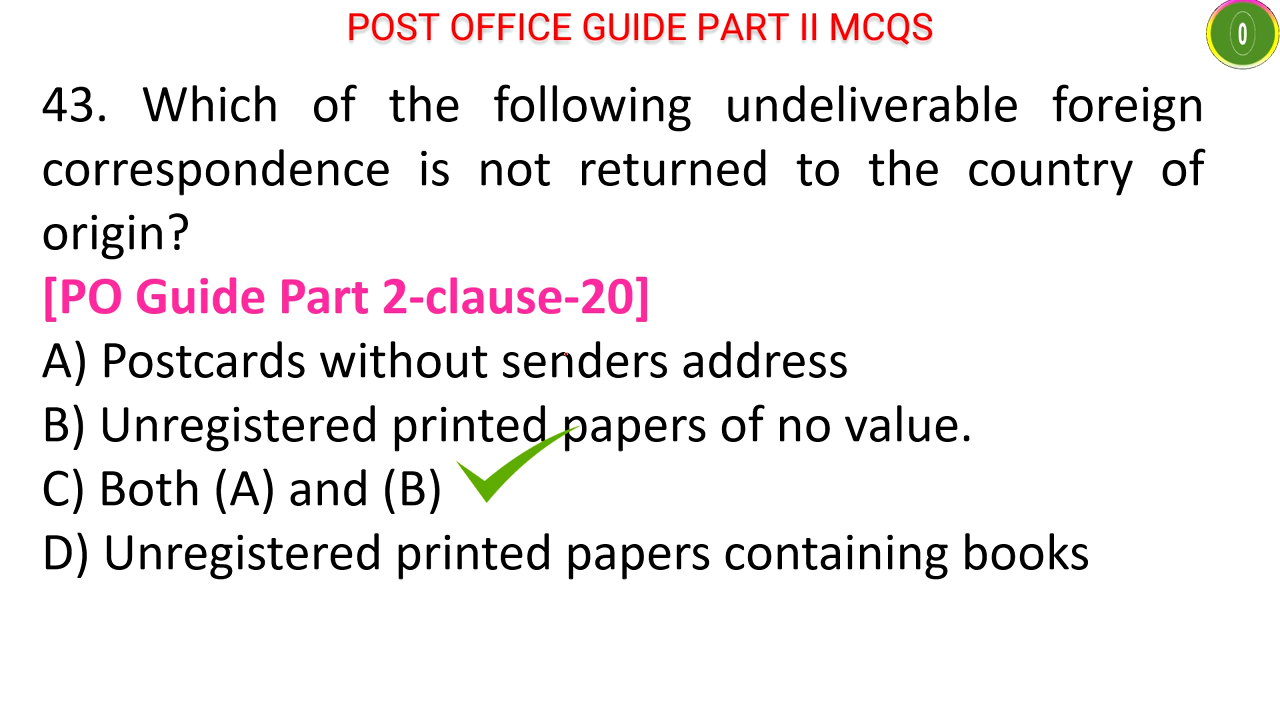 POST OFFICE GUIDE PART II MCQS
0
43. Which of the following undeliverable foreign
correspondence is not returned to the country of
origin?
[PO Guide Part 2-clause-20]
A) Postcards without senders address
B) Unregistered printed papers of no value.
C) Both (A) and (B)
D) Unregistered printed papers containing books